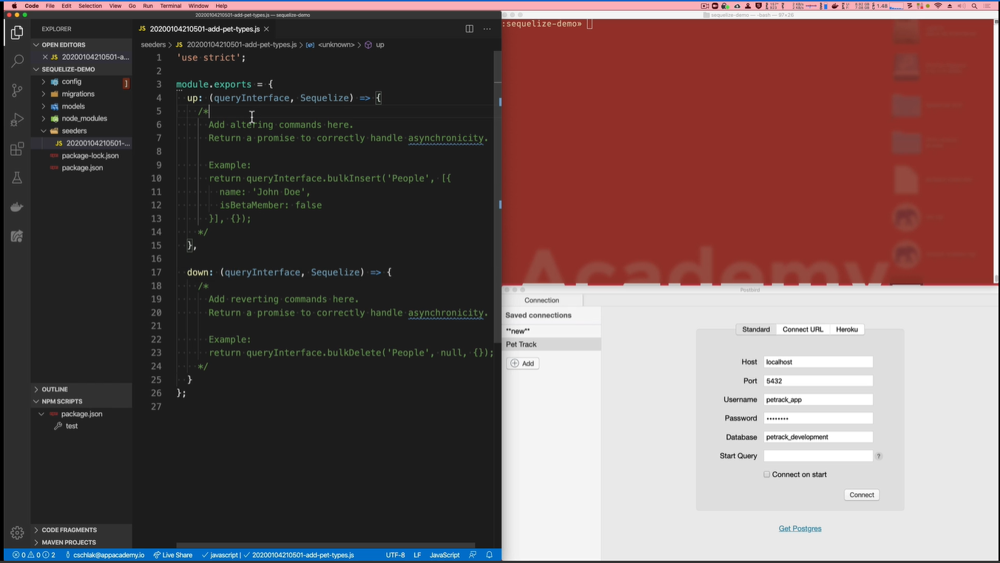 Code File Edit Selection View Go Run Terminal Window Help
20200104210501-add-pet-types.js — sequelize-demo
EXPLORER
OPEN EDITORS
JS 20200104210501-a...
SEQUELIZE-DEMO
config
migrations
models
node_modules
seeders
JS 20200104210501-...
package-lock.json
package.json
OUTLINE
NPM SCRIPTS
package.json
test
CODE FRAGMENTS
MAVEN PROJECTS
JS 20200104210501-add-pet-types.js
seeders > JS 20200104210501-add-pet-types.js > <unknown> > up
1 'use strict';
2
3 module.exports = {
4 up: (queryInterface, Sequelize) => {
5 /*
6 Add altering commands here.
7 Return a promise to correctly handle asynchronicity.
8
9 Example:
10 return queryInterface.bulkInsert('People', [{
11 name: 'John Doe',
12 isBetaMember: false
13 }], {});
14 */
15 },
16
17 down: (queryInterface, Sequelize) => {
18 /*
19 Add reverting commands here.
20 Return a promise to correctly handle asynchronicity.
21
22 Example:
23 return queryInterface.bulkDelete('People', null, {});
24 */
25 }
26 };
27
0 0 2 cschlak@appacademy.io Live Share javascript | 20200104210501-add-pet-types.js UTF-8 LF JavaScript
sequelize-demo — -bash — 97×26
:sequelize-demo»
Academy
Postbird
Connection
Saved connections
**new**
Pet Track
Add
Standard Connect URL Heroku
Host localhost
Port 5432
Username petrack_app
Password ••••••••
Database petrack_development
Start Query ?
Connect on start
Connect
Get Postgres